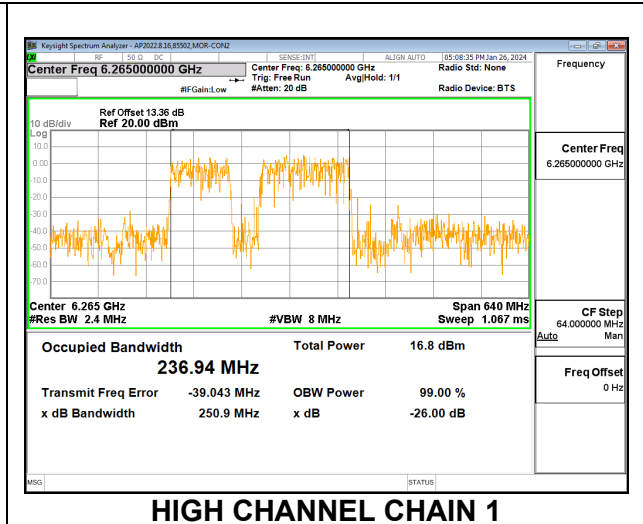 Keysight Spectrum Analyzer - AP2022.8.16,85502,MOR-CON2
RF 50 Ω DC SENSE:INT ALIGN AUTO 05:08:35 PM Jan 26, 2024
Center Freq 6.265000000 GHz
Center Freq: 6.265000000 GHz Radio Std: None
Trig: Free Run Avg|Hold: 1/1
#IFGain:Low #Atten: 20 dB Radio Device: BTS
Frequency
Ref Offset 13.36 dB
10 dB/div Ref 20.00 dBm
Log
10.0
0.00
-10.0
-20.0
-30.0
-40.0
-50.0
-60.0
-70.0
Center Freq
6.265000000 GHz
Center 6.265 GHz Span 640 MHz
#Res BW 2.4 MHz #VBW 8 MHz Sweep 1.067 ms
CF Step
64.000000 MHz
Auto Man
Occupied Bandwidth Total Power 16.8 dBm
236.94 MHz
Freq Offset
0 Hz
Transmit Freq Error -39.043 MHz OBW Power 99.00 %
x dB Bandwidth 250.9 MHz x dB -26.00 dB
MSG STATUS
HIGH CHANNEL CHAIN 1